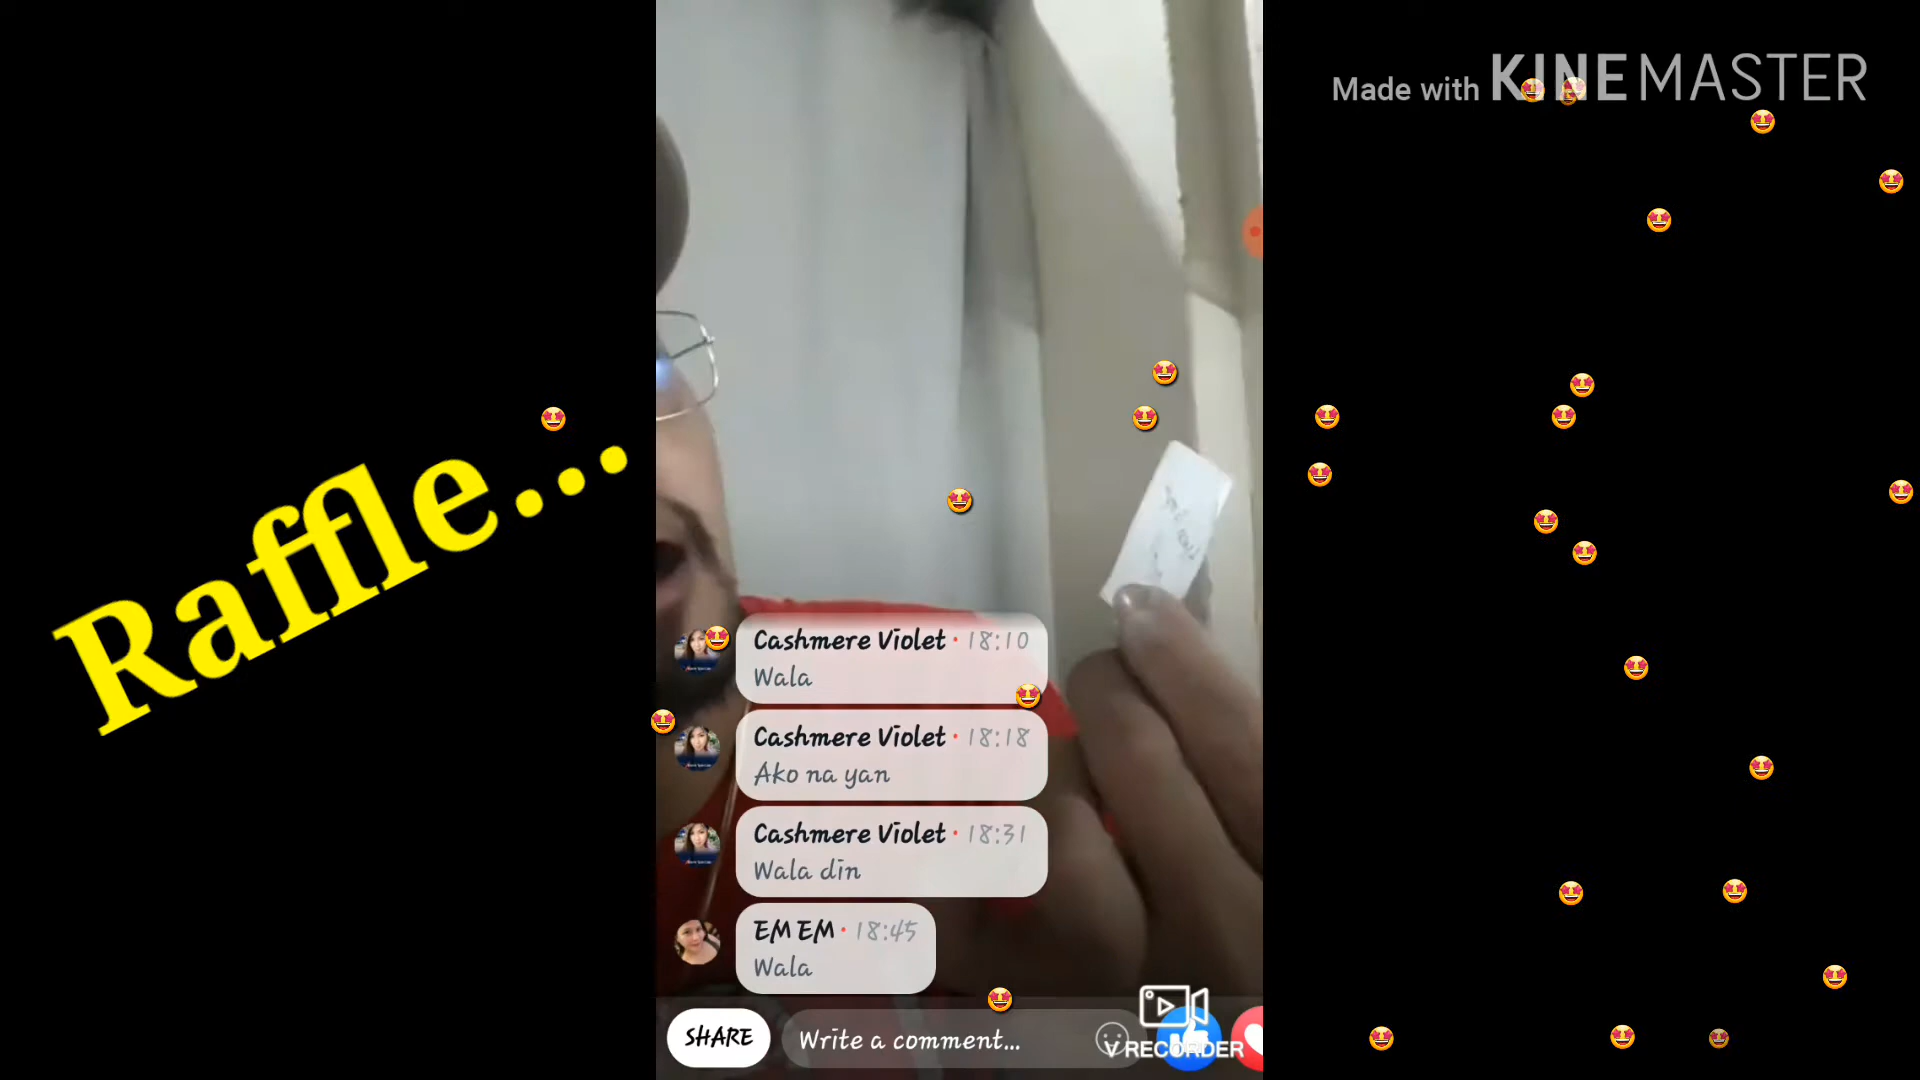 Made with KINEMASTER
Raffle...
Cashmere Violet • 18:10
Wala
Cashmere Violet • 18:18
Ako na yan
Cashmere Violet • 18:31
Wala din
EM EM • 18:45
Wala
SHARE
Write a comment...
V RECORDER